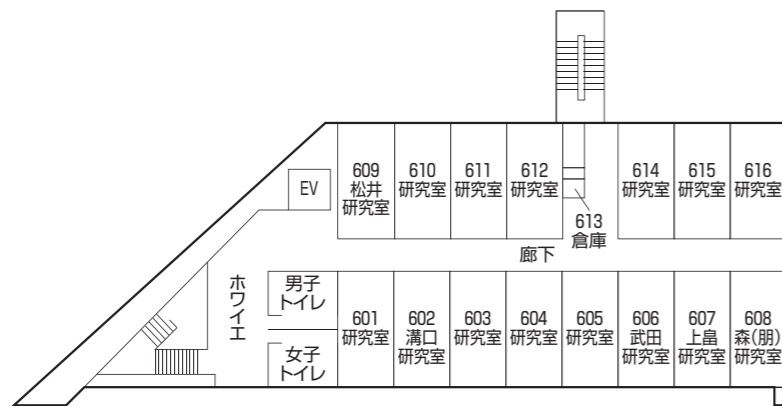 EV
609
松井
研究室
610
研究室
611
研究室
612
研究室
613
倉庫
614
研究室
615
研究室
616
研究室
廊下
ホワイエ
男子
トイレ
女子
トイレ
601
研究室
602
溝口
研究室
603
研究室
604
研究室
605
研究室
606
武田
研究室
607
上畠
研究室
608
森(朋)
研究室